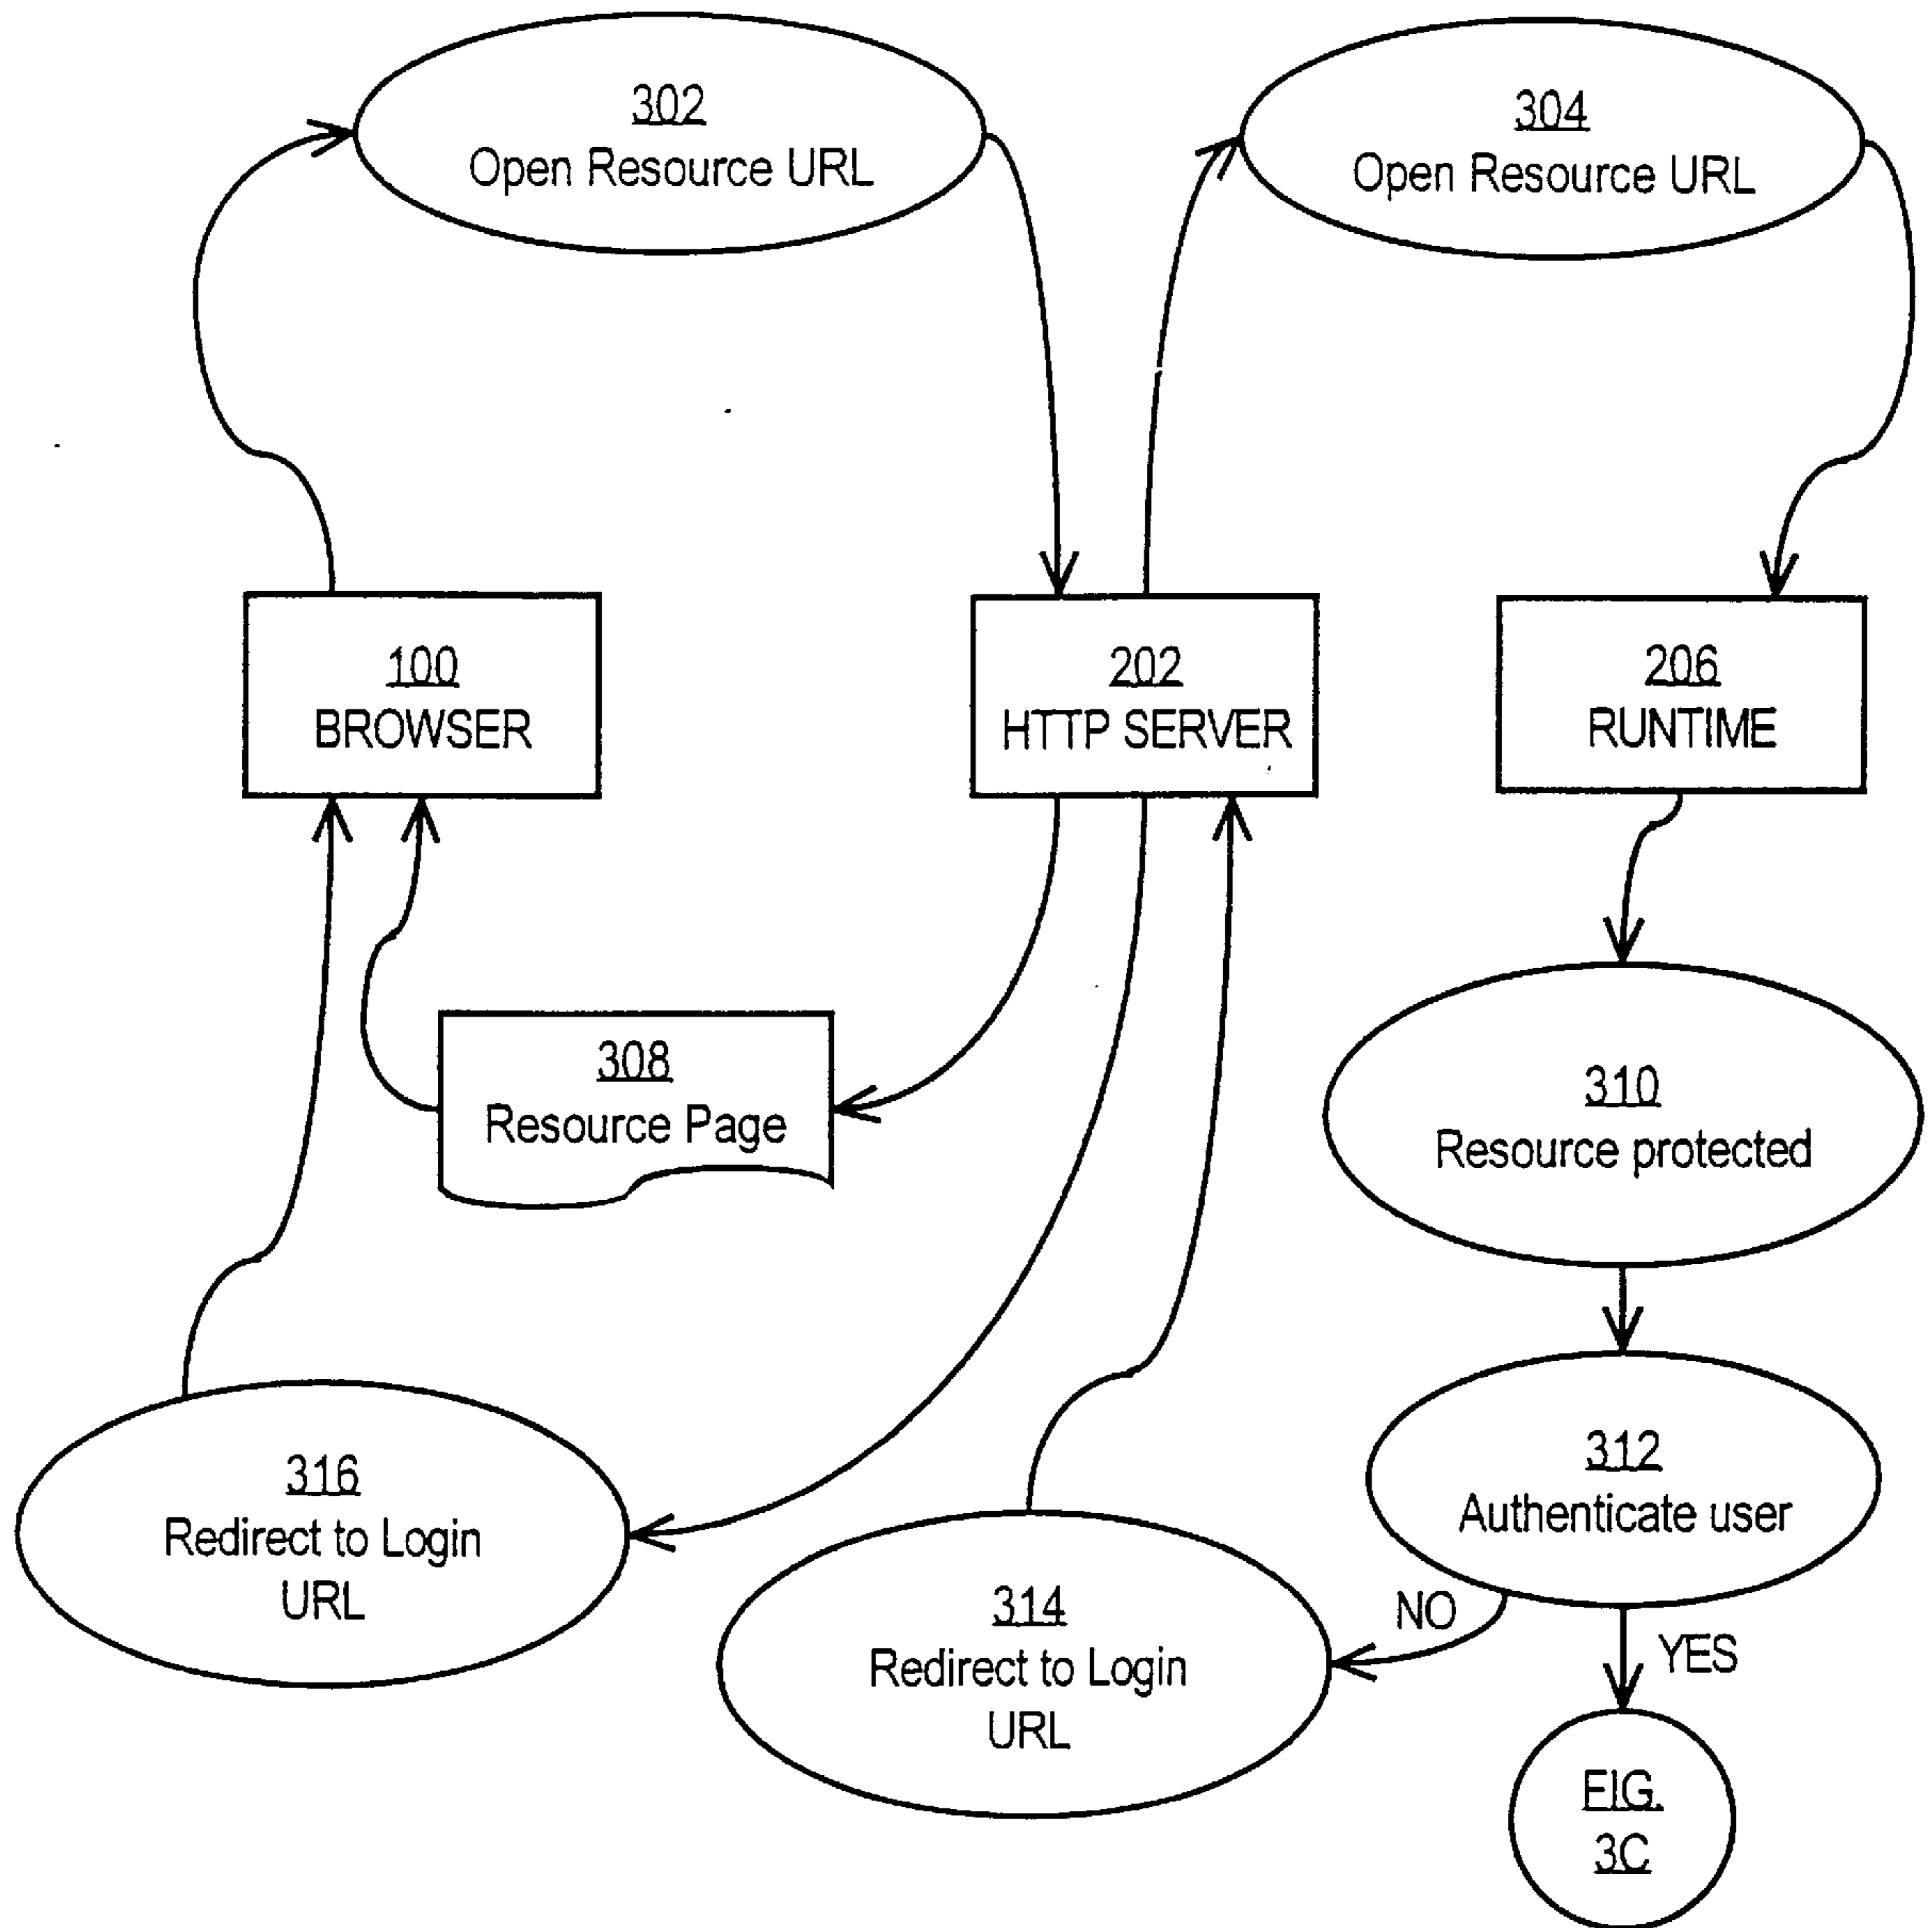 302
Open Resource URL
304
Open Resource URL
100
BROWSER
202
HTTP SERVER
206
RUNTIME
308
Resource Page
310
Resource protected
316
Redirect to Login
URL
314
Redirect to Login
URL
312
Authenticate user
NO
YES
FIG.
3C